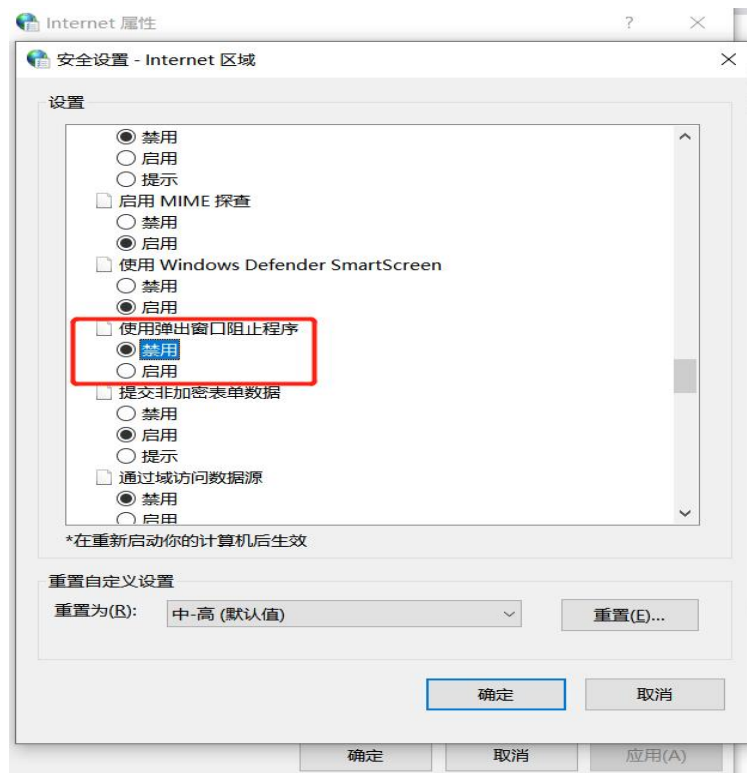 Internet 属性
安全设置 - Internet 区域
设置
禁用
启用
提示
启用 MIME 探查
禁用
启用
使用 Windows Defender SmartScreen
禁用
启用
使用弹出窗口阻止程序
禁用
启用
提交非加密表单数据
禁用
启用
提示
通过域访问数据源
禁用
启用
*在重新启动你的计算机后生效
重置自定义设置
重置为(R): 中-高 (默认值) 重置(E)...
确定 取消
确定 取消 应用(A)